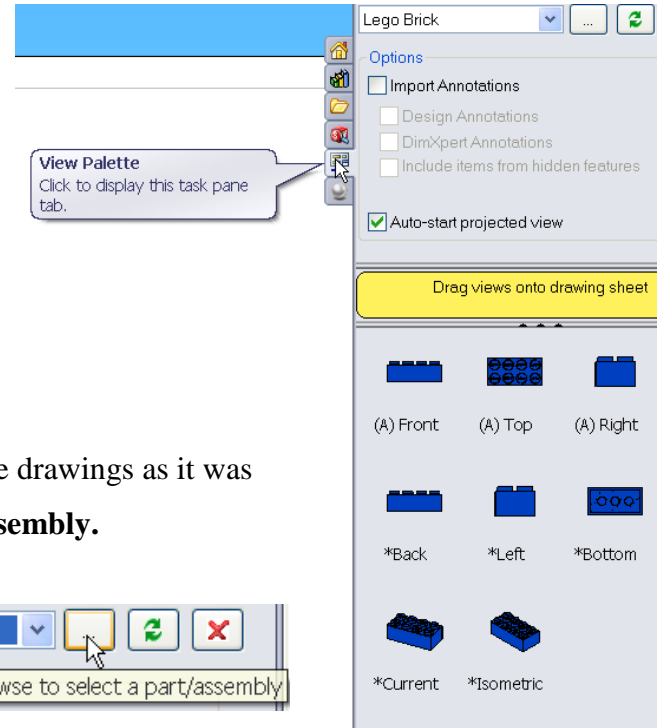 Lego Brick
...
Options
Import Annotations
Design Annotations
DimXpert Annotations
Include items from hidden features
View Palette
Click to display this task pane
tab.
Auto-start projected view
Drag views onto drawing sheet
(A) Front (A) Top (A) Right
drawings as it was
*Back *Left *Bottom
to select a part/assembly
*Current *Isometric